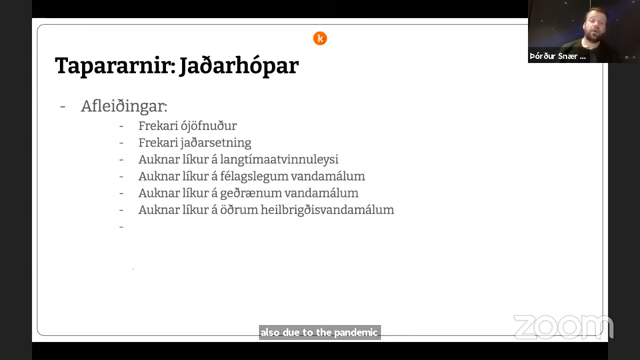 k
Tapararnir: Jaðarhópar
- Afleiðingar:
- Frekari ójöfnuður
- Frekari jaðarsetning
- Auknar líkur á langtímaatvinnuleysi
- Auknar líkur á félagslegum vandamálum
- Auknar líkur á geðrænum vandamálum
- Auknar líkur á öðrum heilbrigðisvandamálum
-
Þórður Snær ...
also due to the pandemic
zoom